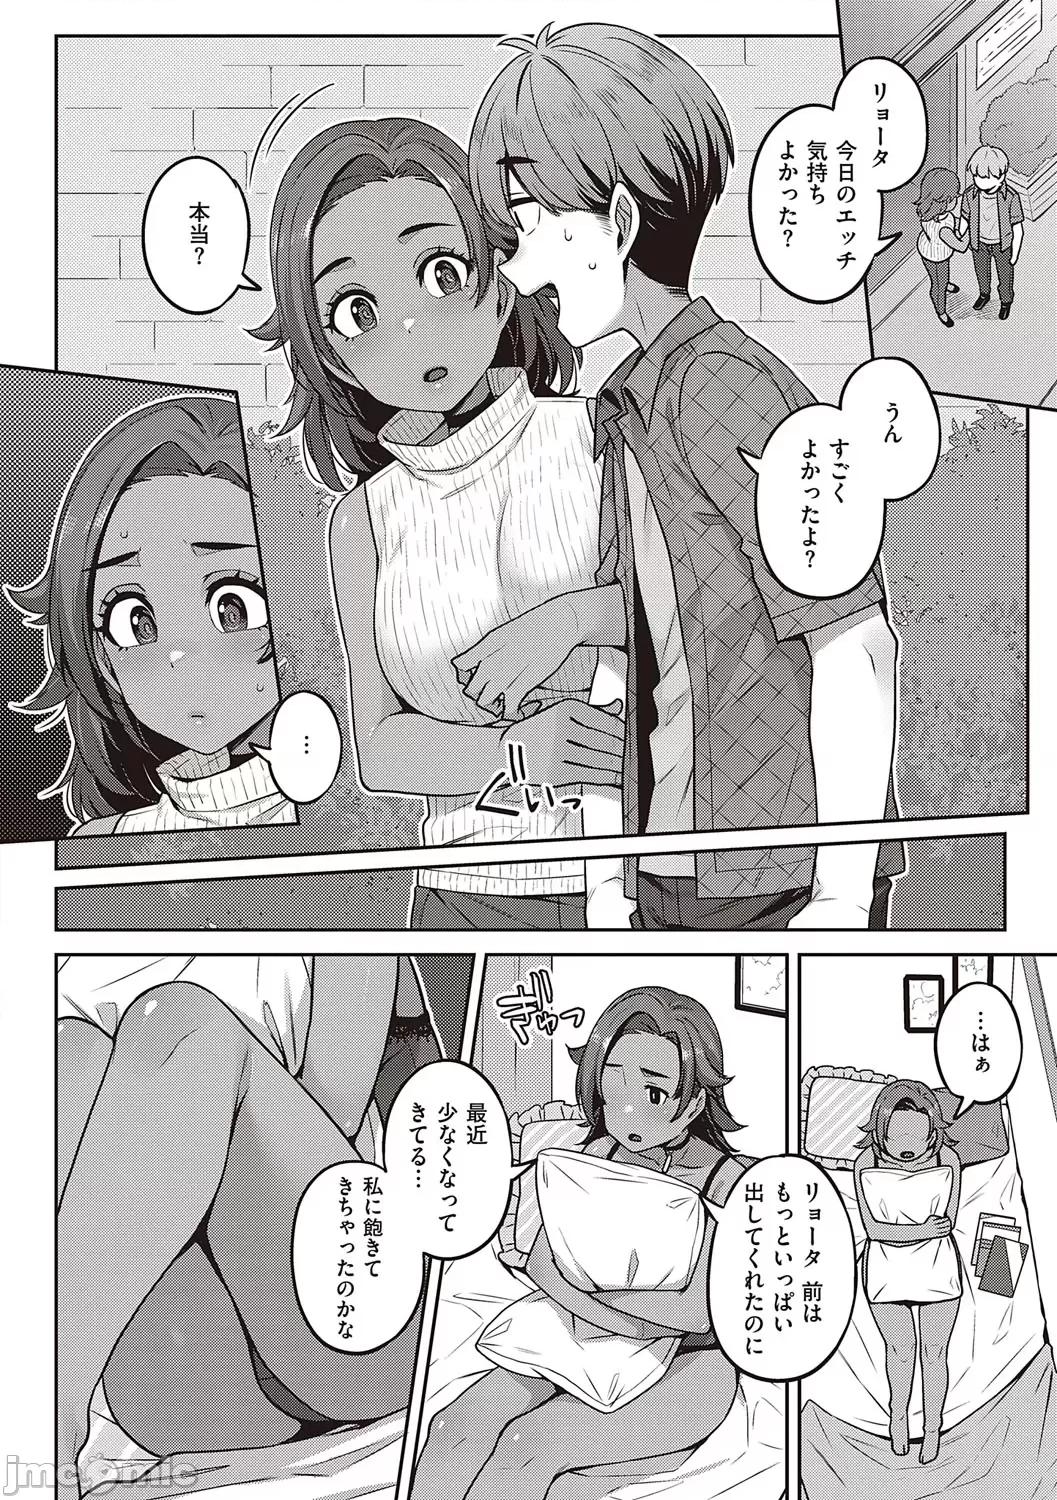 リョータ
今日のエッチ
気持ち
よかった?
うん
すごく
よかったよ?
本当?
ぐいっ
…
…はぁ
リョータ 前は
もっといっぱい
出してくれたのに
ぎゅっ
最近
少なくなって
きてる…
私に飽きて
きちゃったのかな
jmcomic